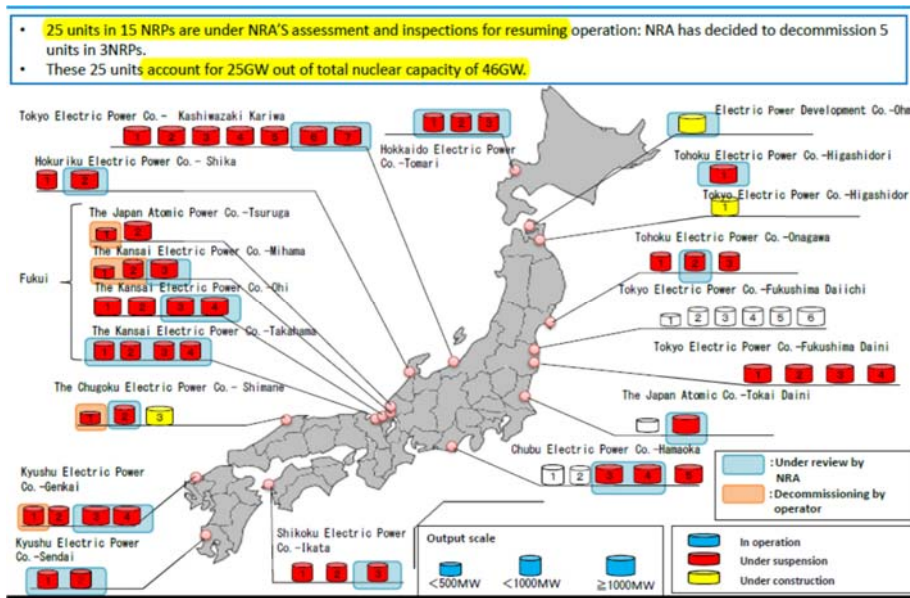 • 25 units in 15 NRPs are under NRA'S assessment and inspections for resuming operation: NRA has decided to decommission 5
units in 3NRPs.
• These 25 units account for 25GW out of total nuclear capacity of 46GW.
Tokyo Electric Power Co.— Kashiwazaki Kariwa
1 2 3 4 5 6 7
Hokkaido Electric Power
Co.-Tomari
1 2 3
Electric Power Development Co.-Ohm
Hokuriku Electric Power Co.- Shika
1 2
Tohoku Electric Power Co.-Higashidori
1
Tokyo Electric Power Co.-Higashidor
1
Fukui
The Japan Atomic Power Co.-Tsuruga
1 2
The Kansai Electric Power Co.-Mihama
1 2 3
The Kansai Electric Power Co.-Ohi
1 2 3 4
The Kansai Electric Power Co.-Takahama
1 2 3 4
Tohoku Electric Power Co.-Onagawa
1 2 3
Tokyo Electric Power Co.-Fukushima Daiichi
1 2 3 4 5 6
Tokyo Electric Power Co.-Fukushima Daini
1 2 3 4
The Chugoku Electric Power Co.- Shimane
1 2 3
The Japan Atomic Co.-Tokai Daini
Chubu Electric Power Co.-Hamaoka
1 2 3 4 5
Kyushu Electric Power
Co.-Genkai
1 2 3 4
Kyushu Electric Power
Co.-Sendai
1 2
Shikoku Electric Power
Co.-Ikata
1 2 3
: Under review by
NRA
: Decommissioning by
operator
Output scale
<500MW <1000MW ≧1000MW
In operation
Under suspension
Under construction